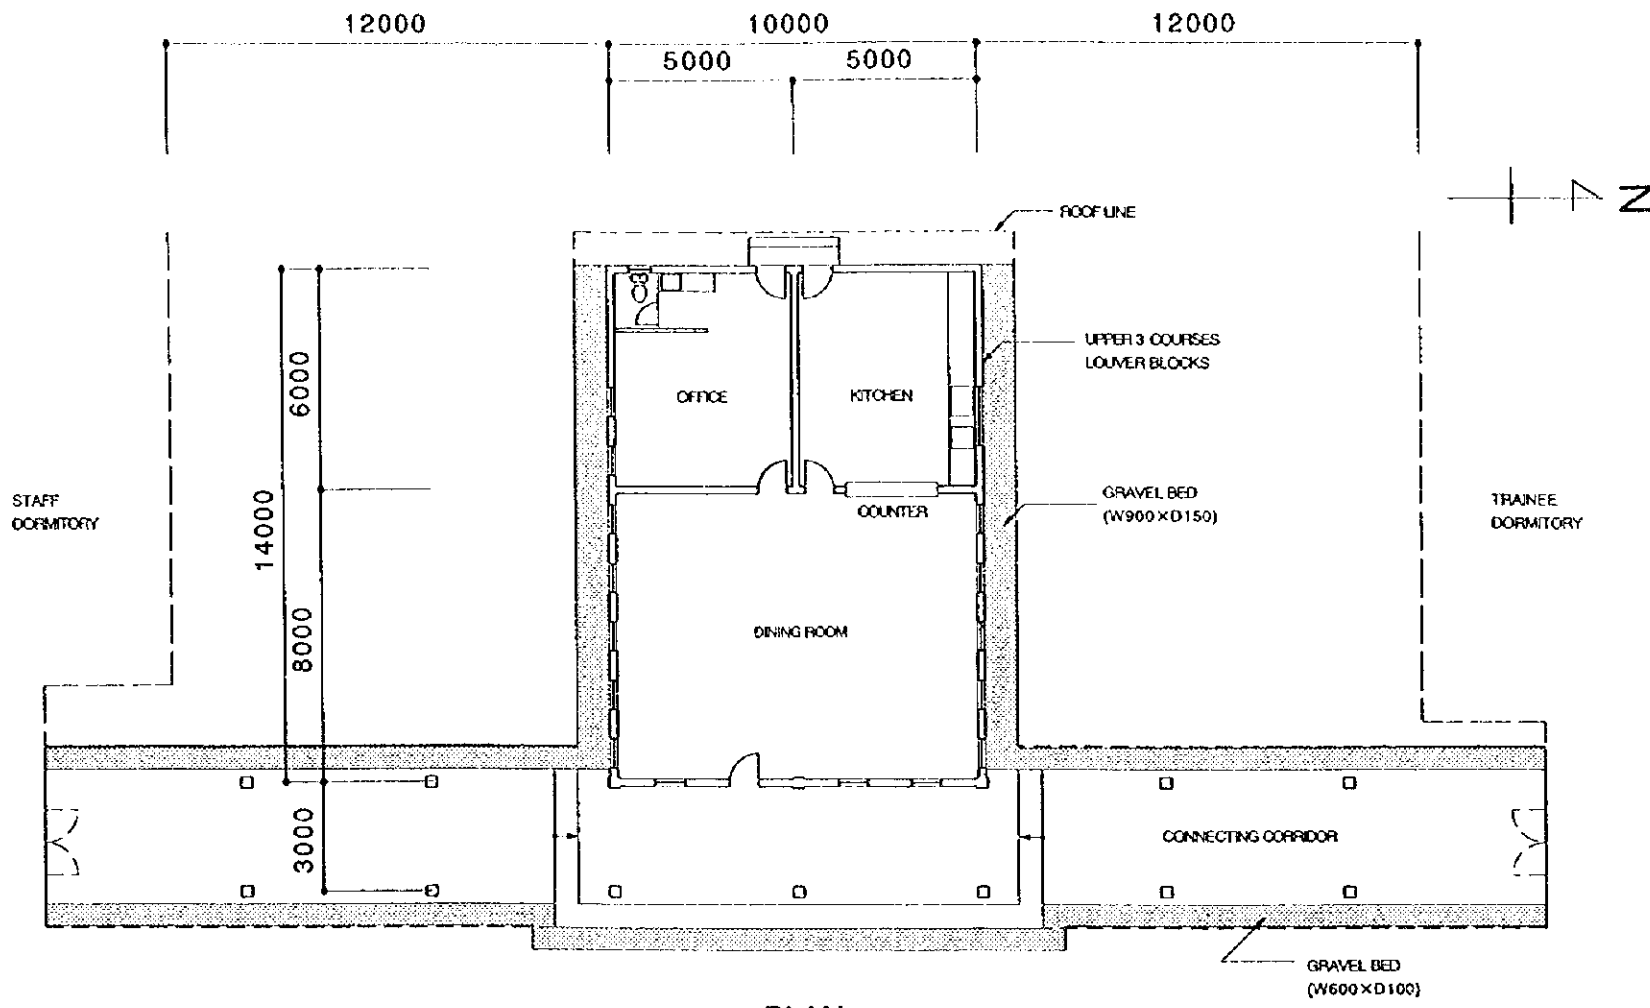 12000
10000
12000
5000
5000
N
ROOF LINE
UPPER 3 COURSES
LOUVER BLOCKS
6000
OFFICE
KITCHEN
STAFF
DORMITORY
14000
COUNTER
GRAVEL BED
(W900×D150)
TRAINEE
DORMITORY
8000
DINING ROOM
3000
CONNECTING CORRIDOR
GRAVEL BED
(W600×D100)